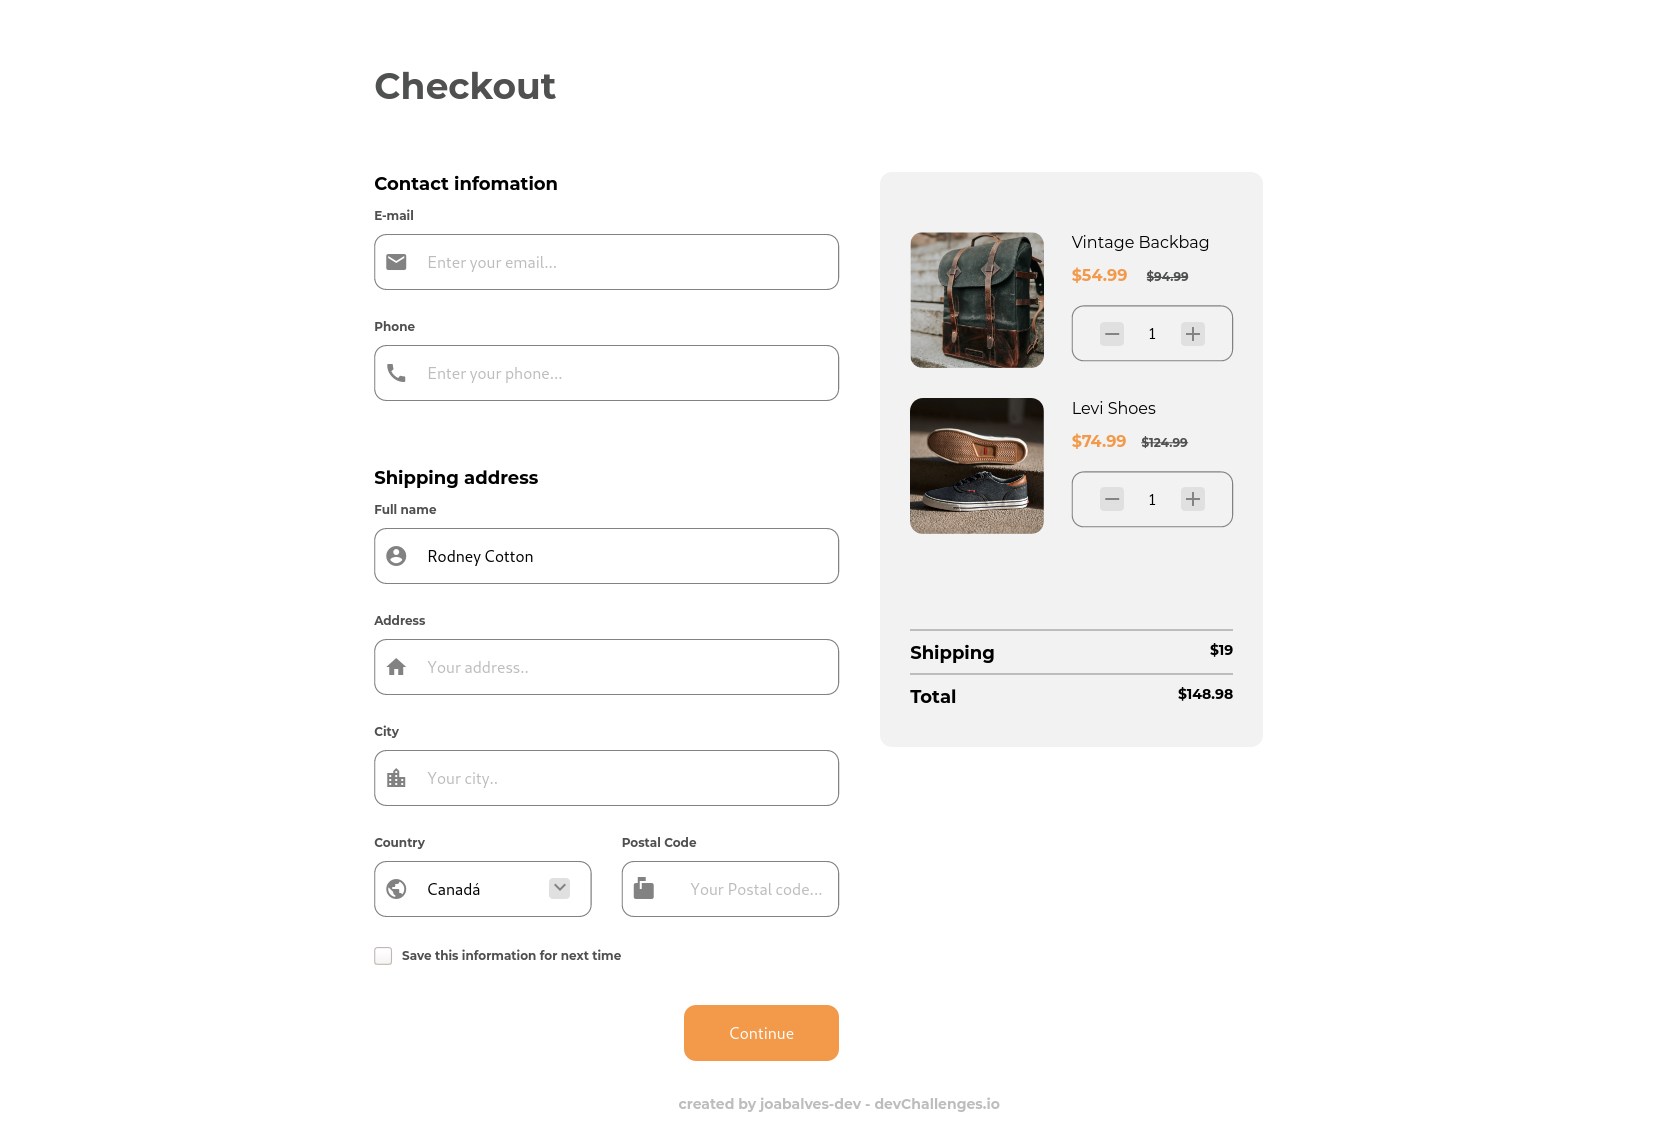 Checkout
Contact infomation
E-mail
Enter your email...
Phone
Enter your phone...
Shipping address
Full name
Rodney Cotton
Address
Your address..
City
Your city..
Country
Canadá
Postal Code
Your Postal code...
Save this information for next time
Continue
Vintage Backbag
$54.99 $94.99
1
Levi Shoes
$74.99 $124.99
1
Shipping $19
Total $148.98
created by joabalves-dev - devChallenges.io